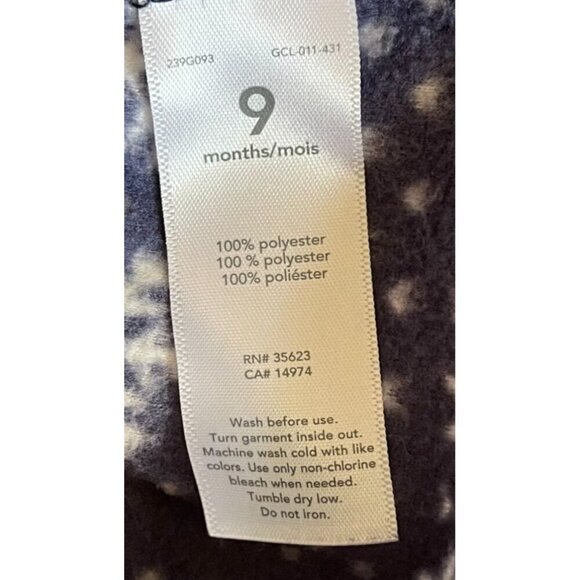 239G093 GCL-011-431
9
months/mois
100% polyester
100 % polyester
100% poliéster
RN# 35623
CA# 14974
Wash before use.
Turn garment inside out.
Machine wash cold with like
colors. Use only non-chlorine
bleach when needed.
Tumble dry low.
Do not iron.